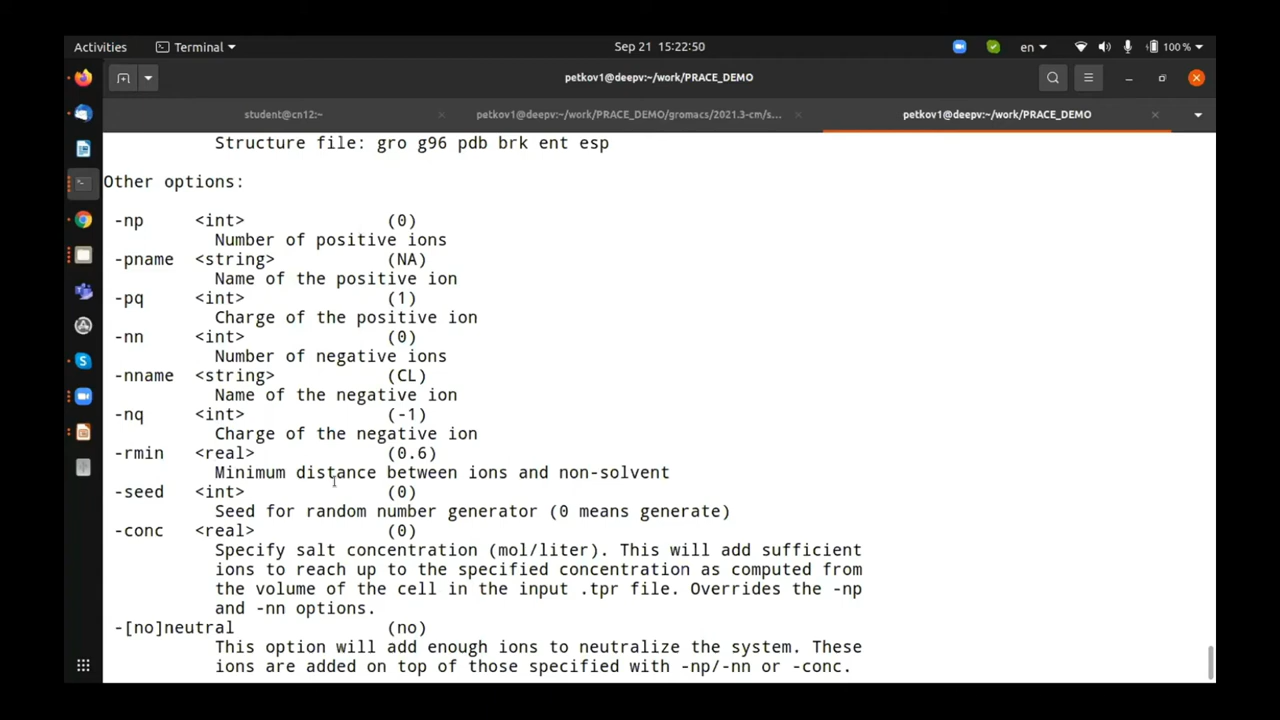 Activities
Terminal
Sep 21 15:22:50
en
100 %
petkov1@deepv:~/work/PRACE_DEMO
student@cn12:~
petkov1@deepv:~/work/PRACE_DEMO/gromacs/2021.3-cm/s...
petkov1@deepv:~/work/PRACE_DEMO
Structure file: gro g96 pdb brk ent esp
Other options:
-np <int> (0)
Number of positive ions
-pname <string> (NA)
Name of the positive ion
-pq <int> (1)
Charge of the positive ion
-nn <int> (0)
Number of negative ions
-nname <string> (CL)
Name of the negative ion
-nq <int> (-1)
Charge of the negative ion
-rmin <real> (0.6)
Minimum distance between ions and non-solvent
-seed <int> (0)
Seed for random number generator (0 means generate)
-conc <real> (0)
Specify salt concentration (mol/liter). This will add sufficient
ions to reach up to the specified concentration as computed from
the volume of the cell in the input .tpr file. Overrides the -np
and -nn options.
-[no]neutral (no)
This option will add enough ions to neutralize the system. These
ions are added on top of those specified with -np/-nn or -conc.